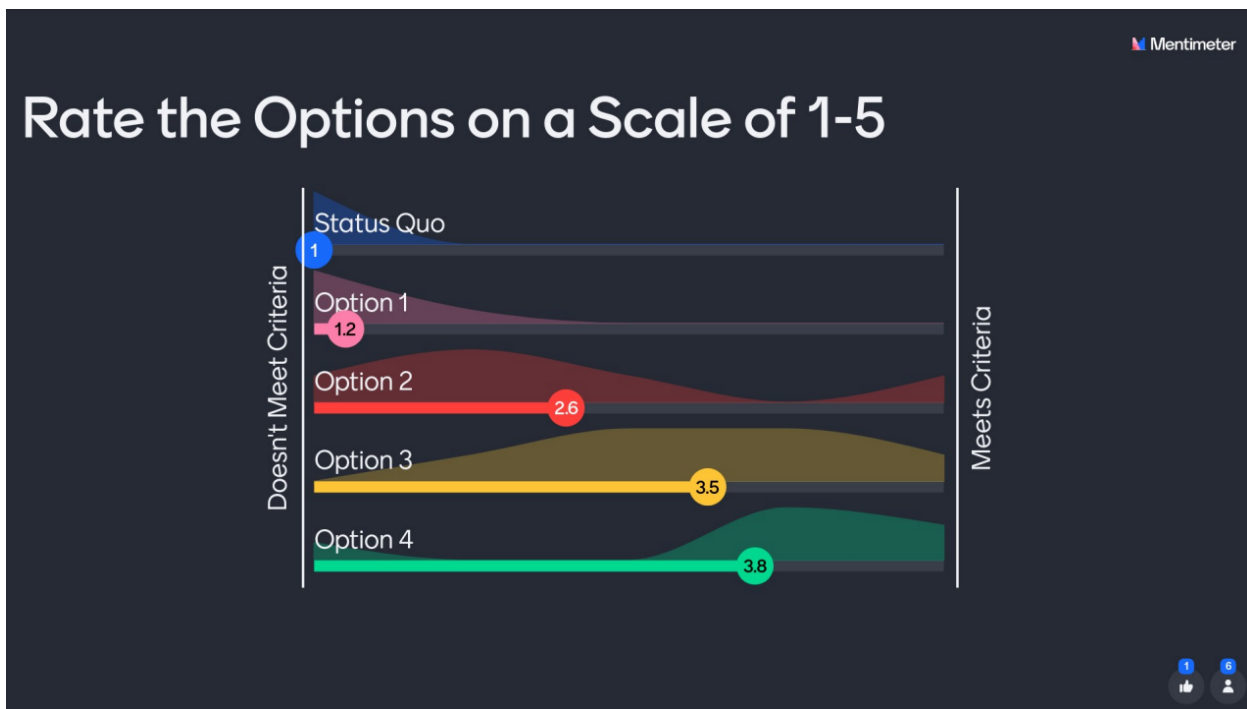 Mentimeter
Rate the Options on a Scale of 1-5
Doesn't Meet Criteria
Status Quo
1
Option 1
1.2
Option 2
2.6
Option 3
3.5
Option 4
3.8
Meets Criteria
1
6